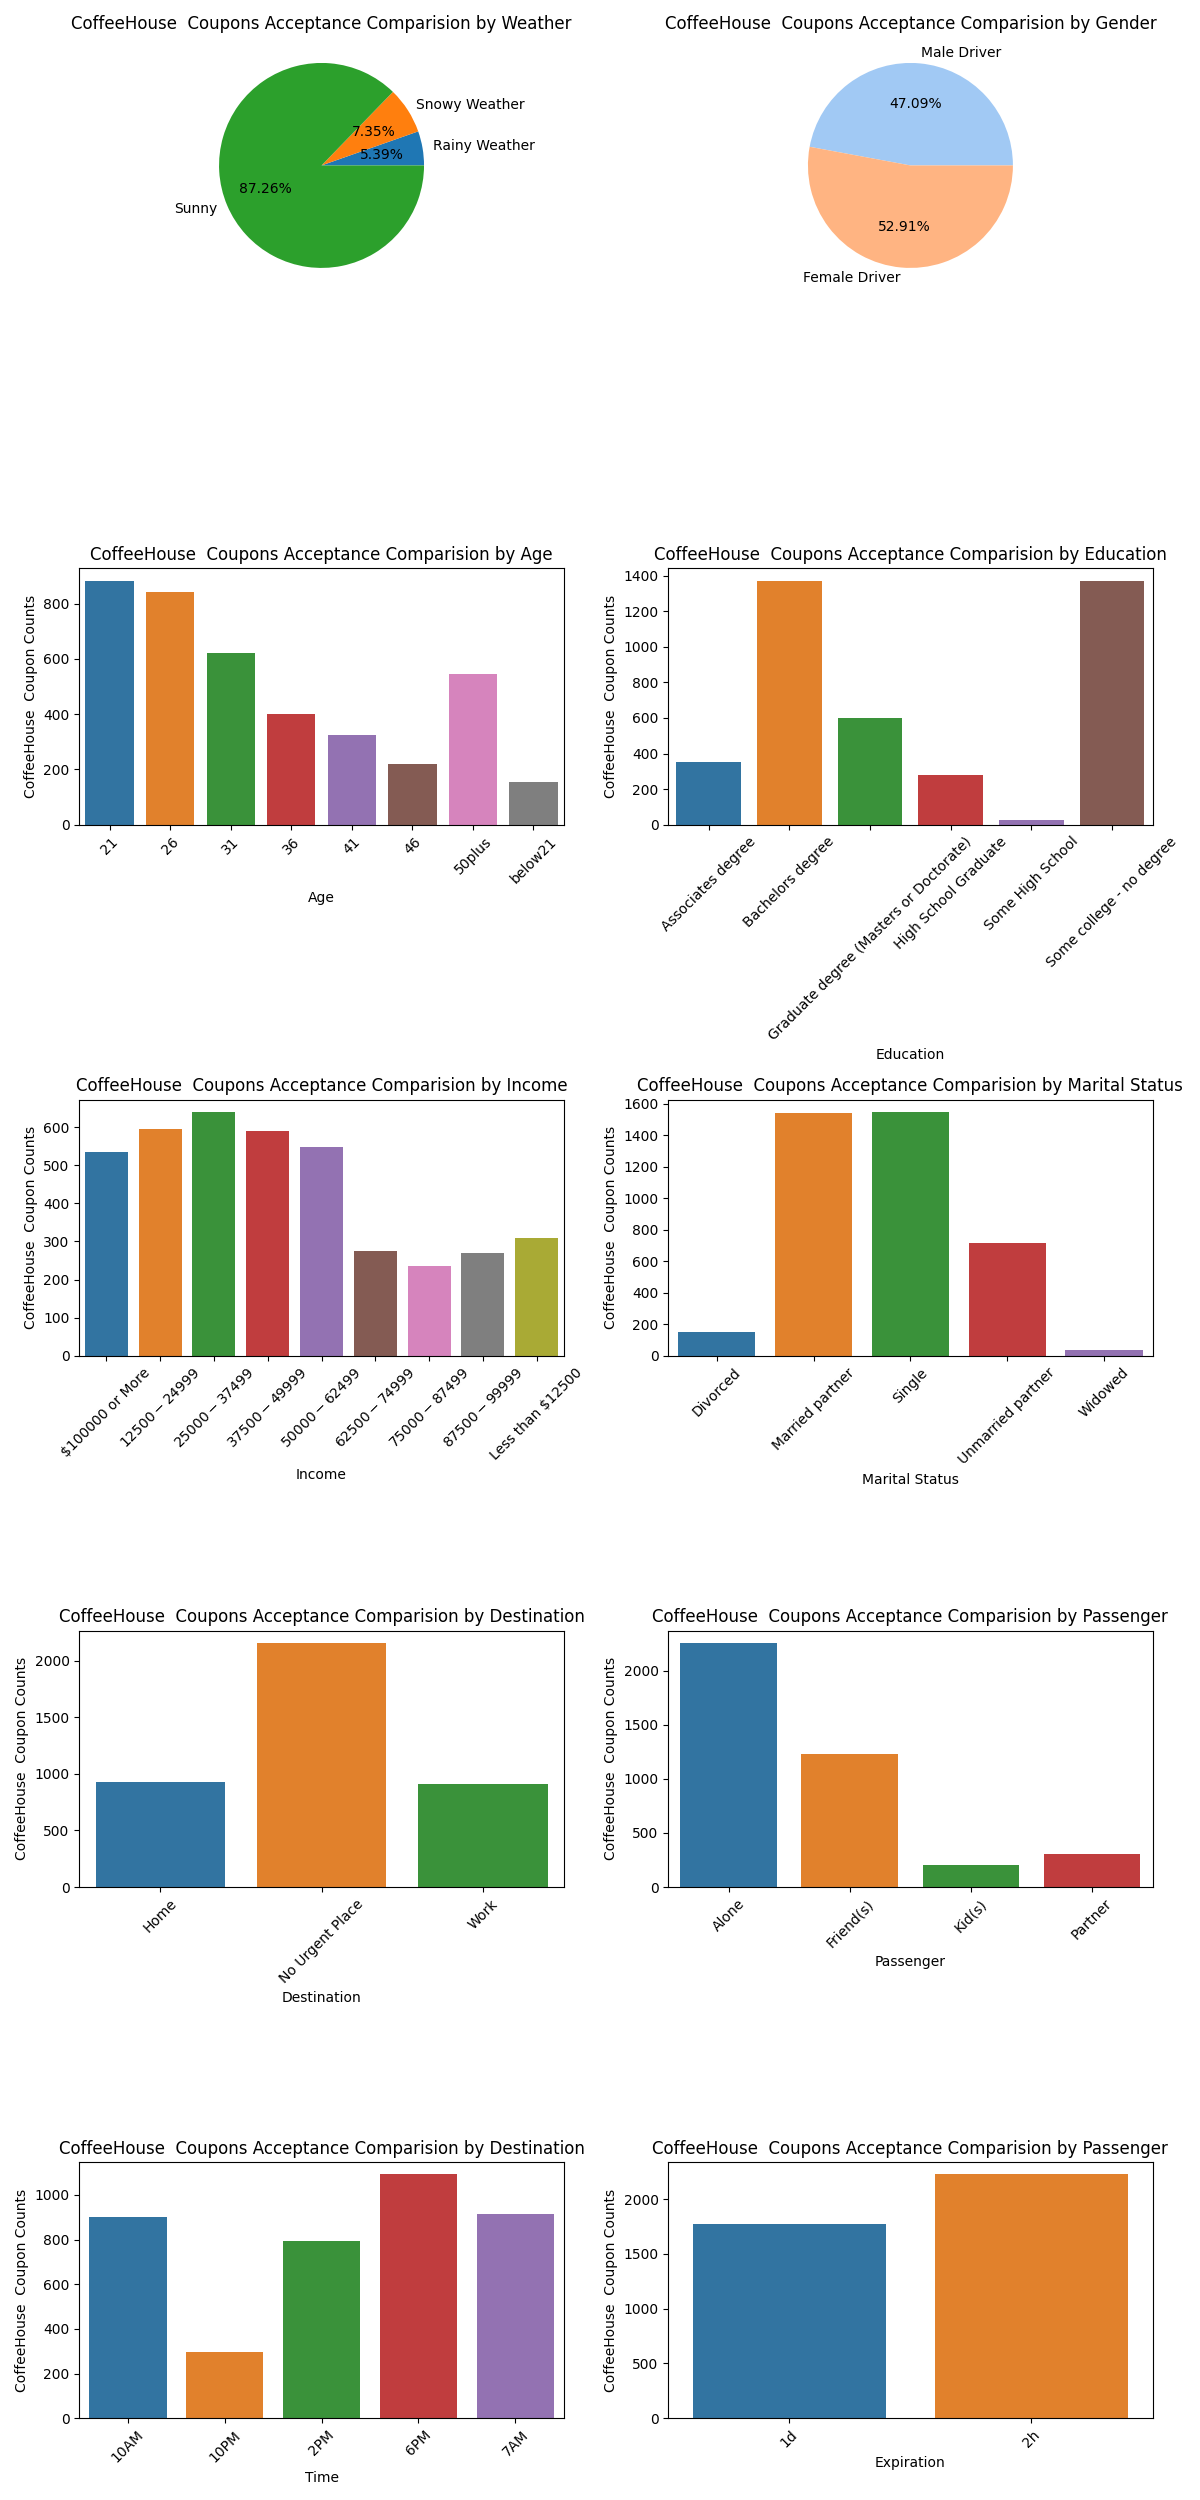 CoffeeHouse  Coupons Acceptance Comparision by Weather
Snowy Weather
7.35%
Rainy Weather
5.39%
87.26%
Sunny
CoffeeHouse  Coupons Acceptance Comparision by Gender
Male Driver
47.09%
52.91%
Female Driver
CoffeeHouse  Coupons Acceptance Comparision by Age
CoffeeHouse  Coupon Counts
800
600
400
200
0
21
26
31
36
41
46
50plus
below21
Age
CoffeeHouse  Coupons Acceptance Comparision by Education
CoffeeHouse  Coupon Counts
1400
1200
1000
800
600
400
200
0
Associates degree
Bachelors degree
Graduate degree (Masters or Doctorate)
High School Graduate
Some High School
Some college - no degree
Education
CoffeeHouse  Coupons Acceptance Comparision by Income
CoffeeHouse  Coupon Counts
600
500
400
300
200
100
0
$100000 or More
12500 − 24999
25000 − 37499
37500 − 49999
50000 − 62499
62500 − 74999
75000 − 87499
87500 − 99999
Less than $12500
Income
CoffeeHouse  Coupons Acceptance Comparision by Marital Status
CoffeeHouse  Coupon Counts
1600
1400
1200
1000
800
600
400
200
0
Divorced
Married partner
Single
Unmarried partner
Widowed
Marital Status
CoffeeHouse  Coupons Acceptance Comparision by Destination
CoffeeHouse  Coupon Counts
2000
1500
1000
500
0
Home
No Urgent Place
Work
Destination
CoffeeHouse  Coupons Acceptance Comparision by Passenger
CoffeeHouse  Coupon Counts
2000
1500
1000
500
0
Alone
Friend(s)
Kid(s)
Partner
Passenger
CoffeeHouse  Coupons Acceptance Comparision by Destination
CoffeeHouse  Coupon Counts
1000
800
600
400
200
0
10AM
10PM
2PM
6PM
7AM
Time
CoffeeHouse  Coupons Acceptance Comparision by Passenger
CoffeeHouse  Coupon Counts
2000
1500
1000
500
0
1d
2h
Expiration